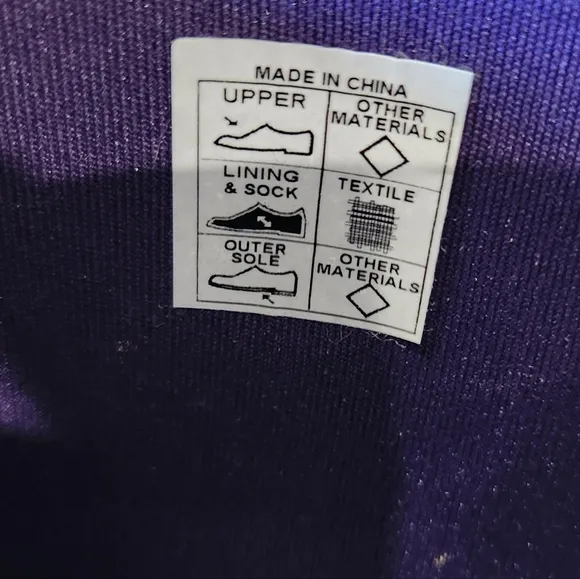 MADE IN CHINA
UPPER
OTHER
MATERIALS
LINING
& SOCK
TEXTILE
OUTER
SOLE
OTHER
MATERIALS